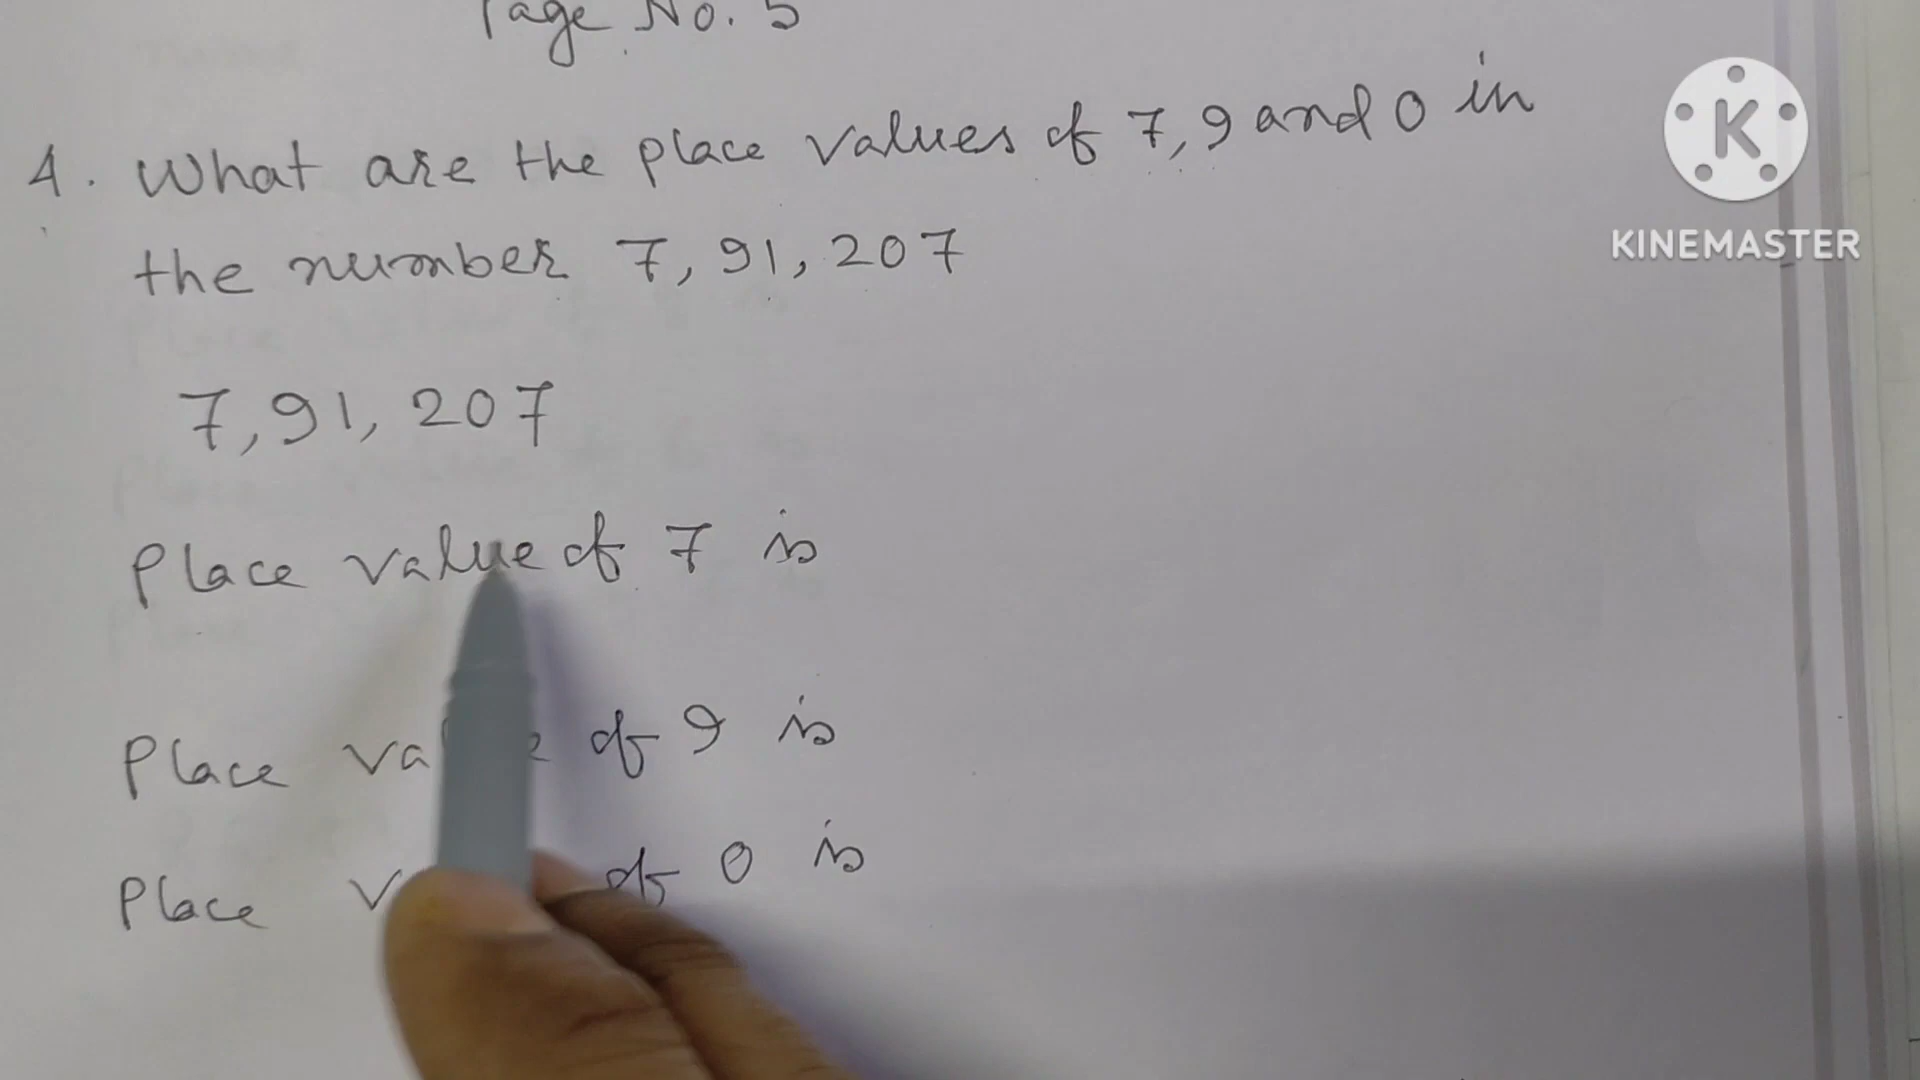 Page No. 5
4. What are the place values of 7, 9 and 0 in
the number 7, 91, 207
7, 91, 207
Place value of 7 is
Place of 9 is
Place of 0 is
K
KINEMASTER